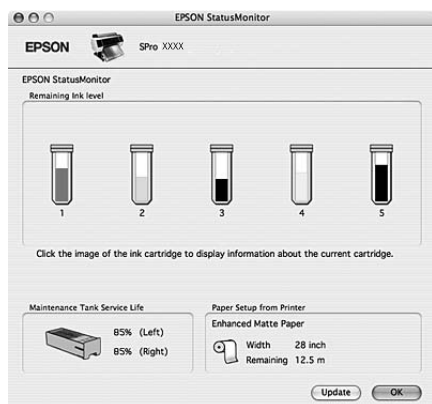 EPSON StatusMonitor
EPSON SPro XXXX
EPSON StatusMonitor
Remaining Ink level
1 2 3 4 5
Click the image of the ink cartridge to display information about the current cartridge.
Maintenance Tank Service Life
85% (Left)
85% (Right)
Paper Setup from Printer
Enhanced Matte Paper
Width 28 inch
Remaining 12.5 m
Update OK